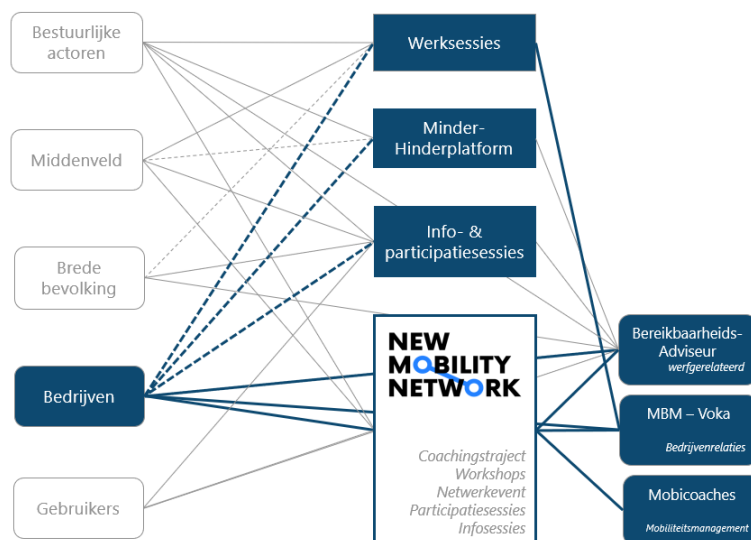 Bestuurlijke
actoren
Middenveld
Brede
bevolking
Bedrijven
Gebruikers
Werksessies
Minder-
Hinderplatform
Info- &
participatiesessies
NEW
MOBILITY
NETWORK
Coachingstraject
Workshops
Netwerkevent
Participatiesessies
Infosessies
Bereikbaarheids-
Adviseur
werfgerelateerd
MBM – Voka
Bedrijvenrelaties
Mobicoaches
Mobiliteitsmanagement